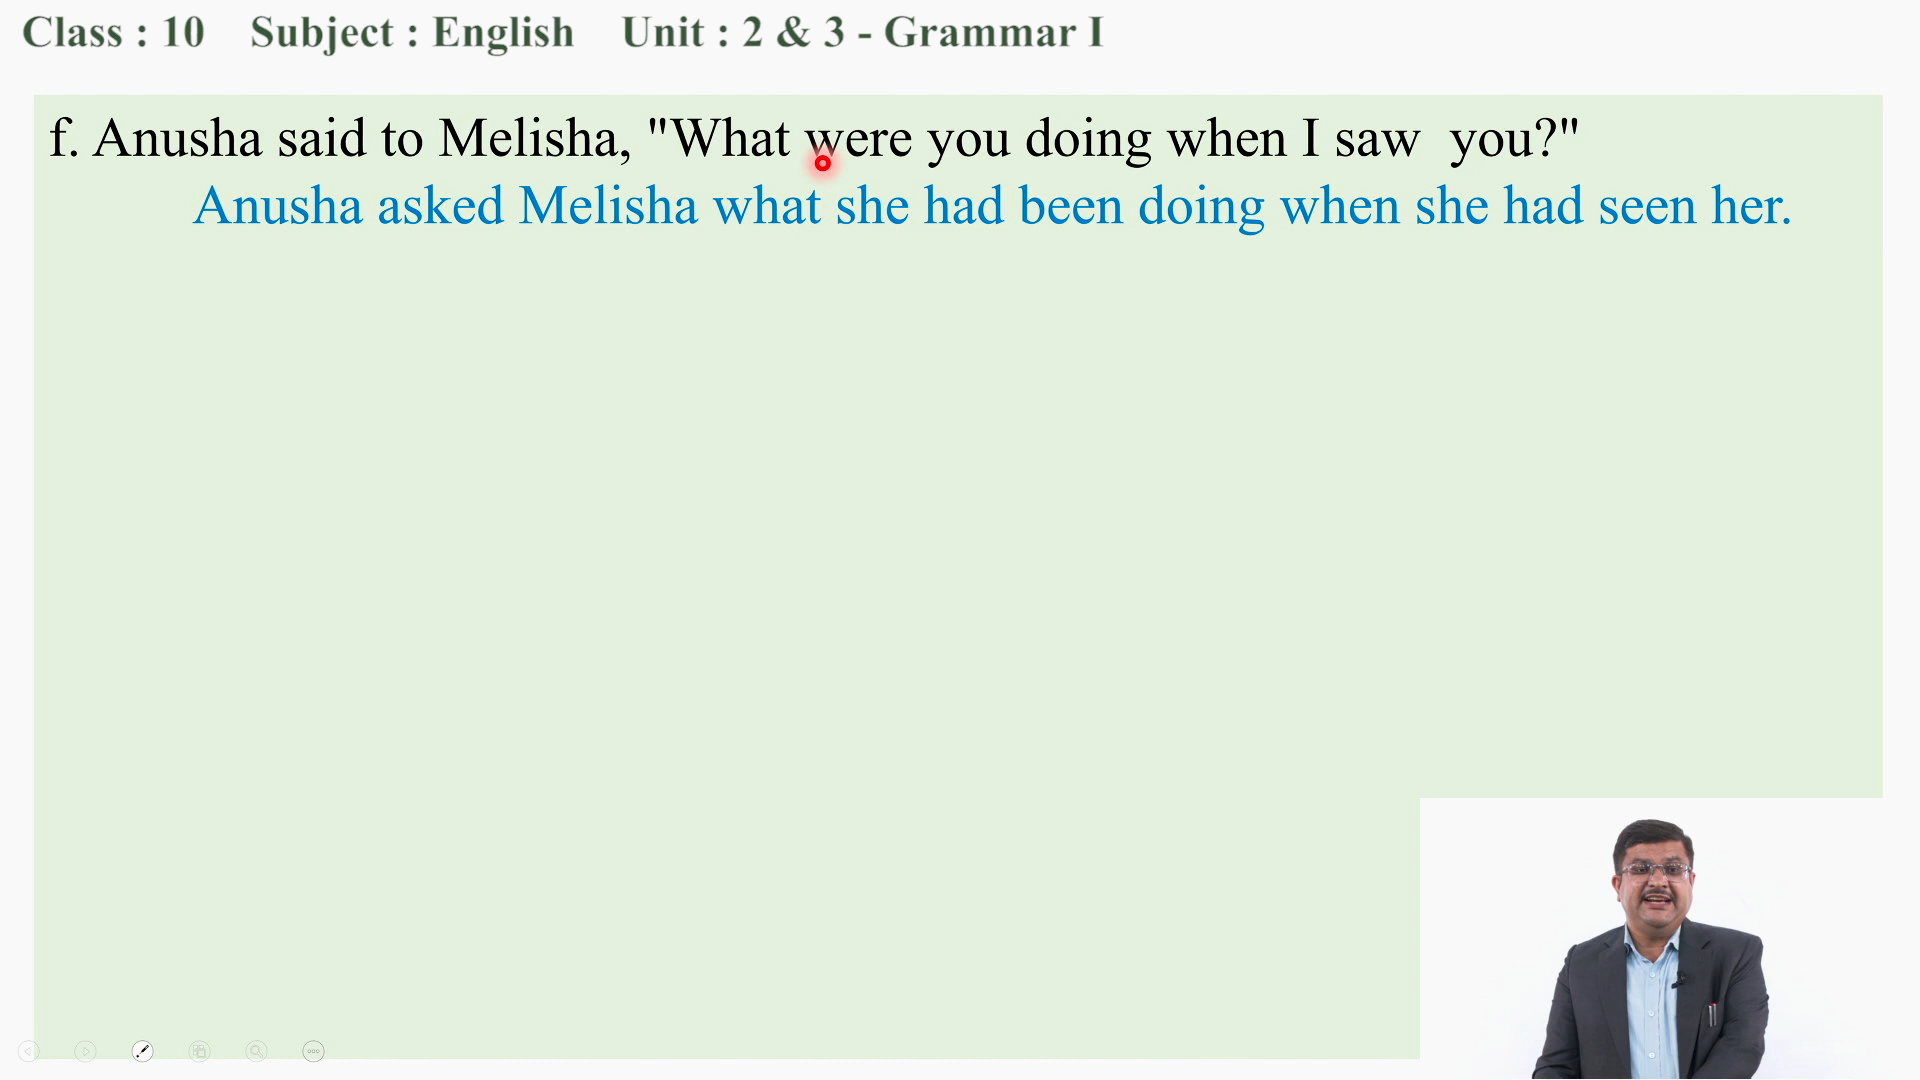 Class : 10 Subject : English Unit : 2 & 3 - Grammar I
f. Anusha said to Melisha, "What were you doing when I saw you?"
Anusha asked Melisha what she had been doing when she had seen her.